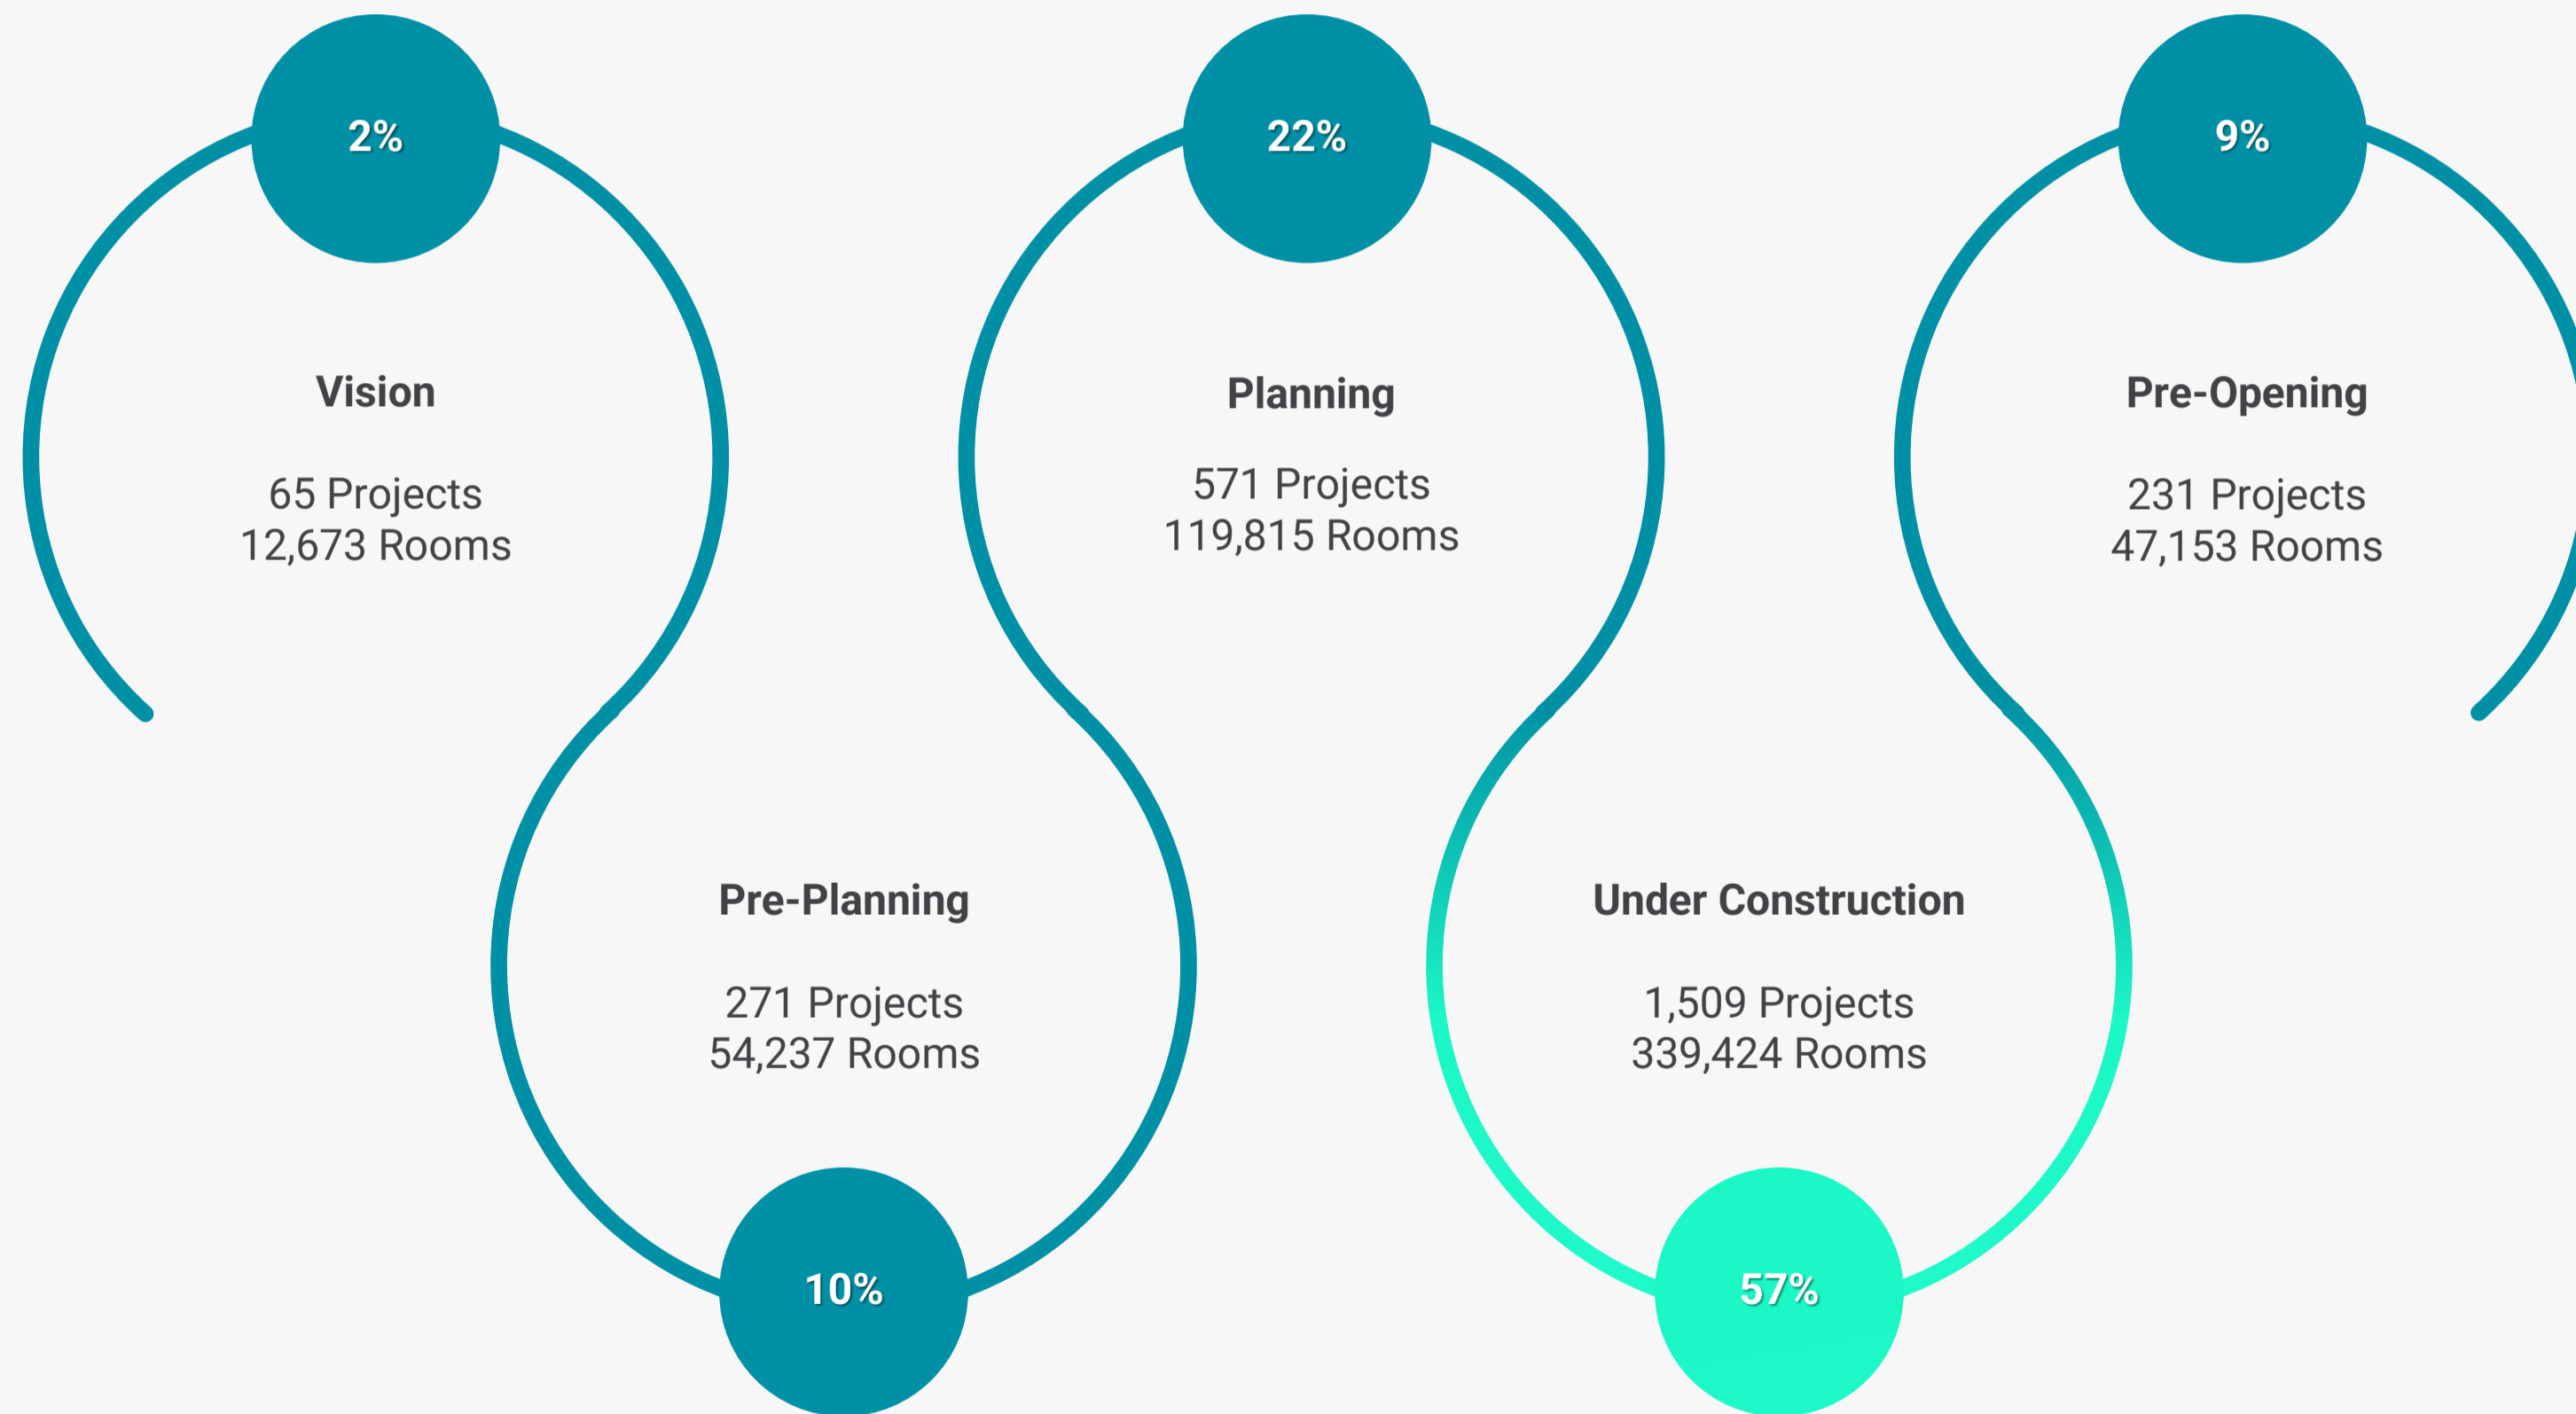 2%
Vision
65 Projects
12,673 Rooms
Pre-Planning
271 Projects
54,237 Rooms
10%
22%
Planning
571 Projects
119,815 Rooms
Under Construction
1,509 Projects
339,424 Rooms
57%
9%
Pre-Opening
231 Projects
47,153 Rooms